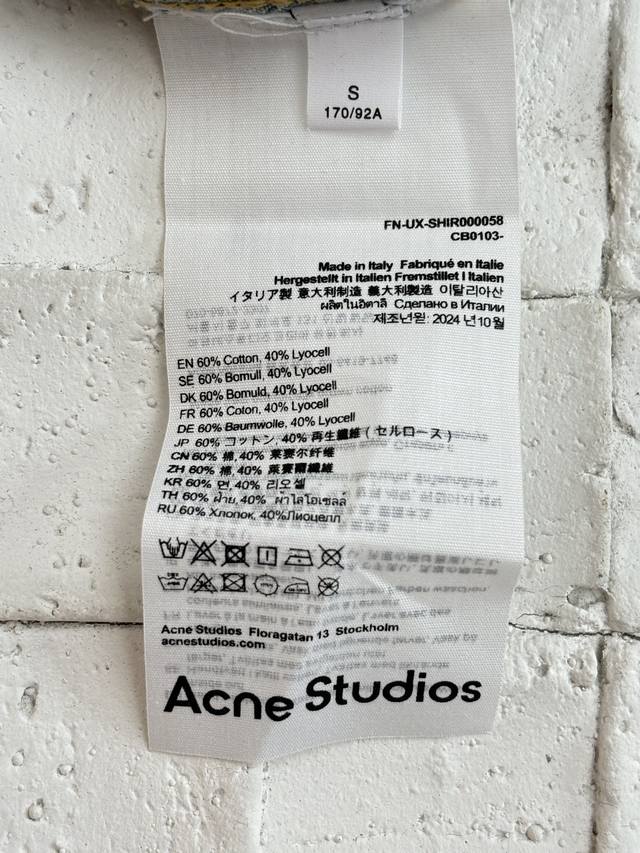 S
170/92A
FN-UX-SHIR000058
CB0103-
Made in Italy Fabriqué en Italie
Hergestellt in Italien Fremstillet I Italien
イタリア製 意大利制造 義大利製造 이탈리아산
ผลิตในอิตาลี Сделано в Италии
제조년월: 2024 년 10 월
EN 60% Cotton, 40% Lyocell
SE 60% Bomull, 40% Lyocell
DK 60% Bomuld, 40% Lyocell
FR 60% Coton, 40% Lyocell
DE 60% Baumwolle, 40% Lyocell
JP 60% コットン, 40% 再生繊維 ( セルロース )
CN 60% 棉, 40% 莱赛尔纤维
ZH 60% 棉, 40% 萊賽爾纖維
KR 60% 면, 40% 리오셀
TH 60% ฝ้าย, 40% ผ้าไลโอเซลล์
RU 60% Хлопок, 40%Лиоцелл
Acne Studios Floragatan 13 Stockholm
acnestudios.com
Acne Studios